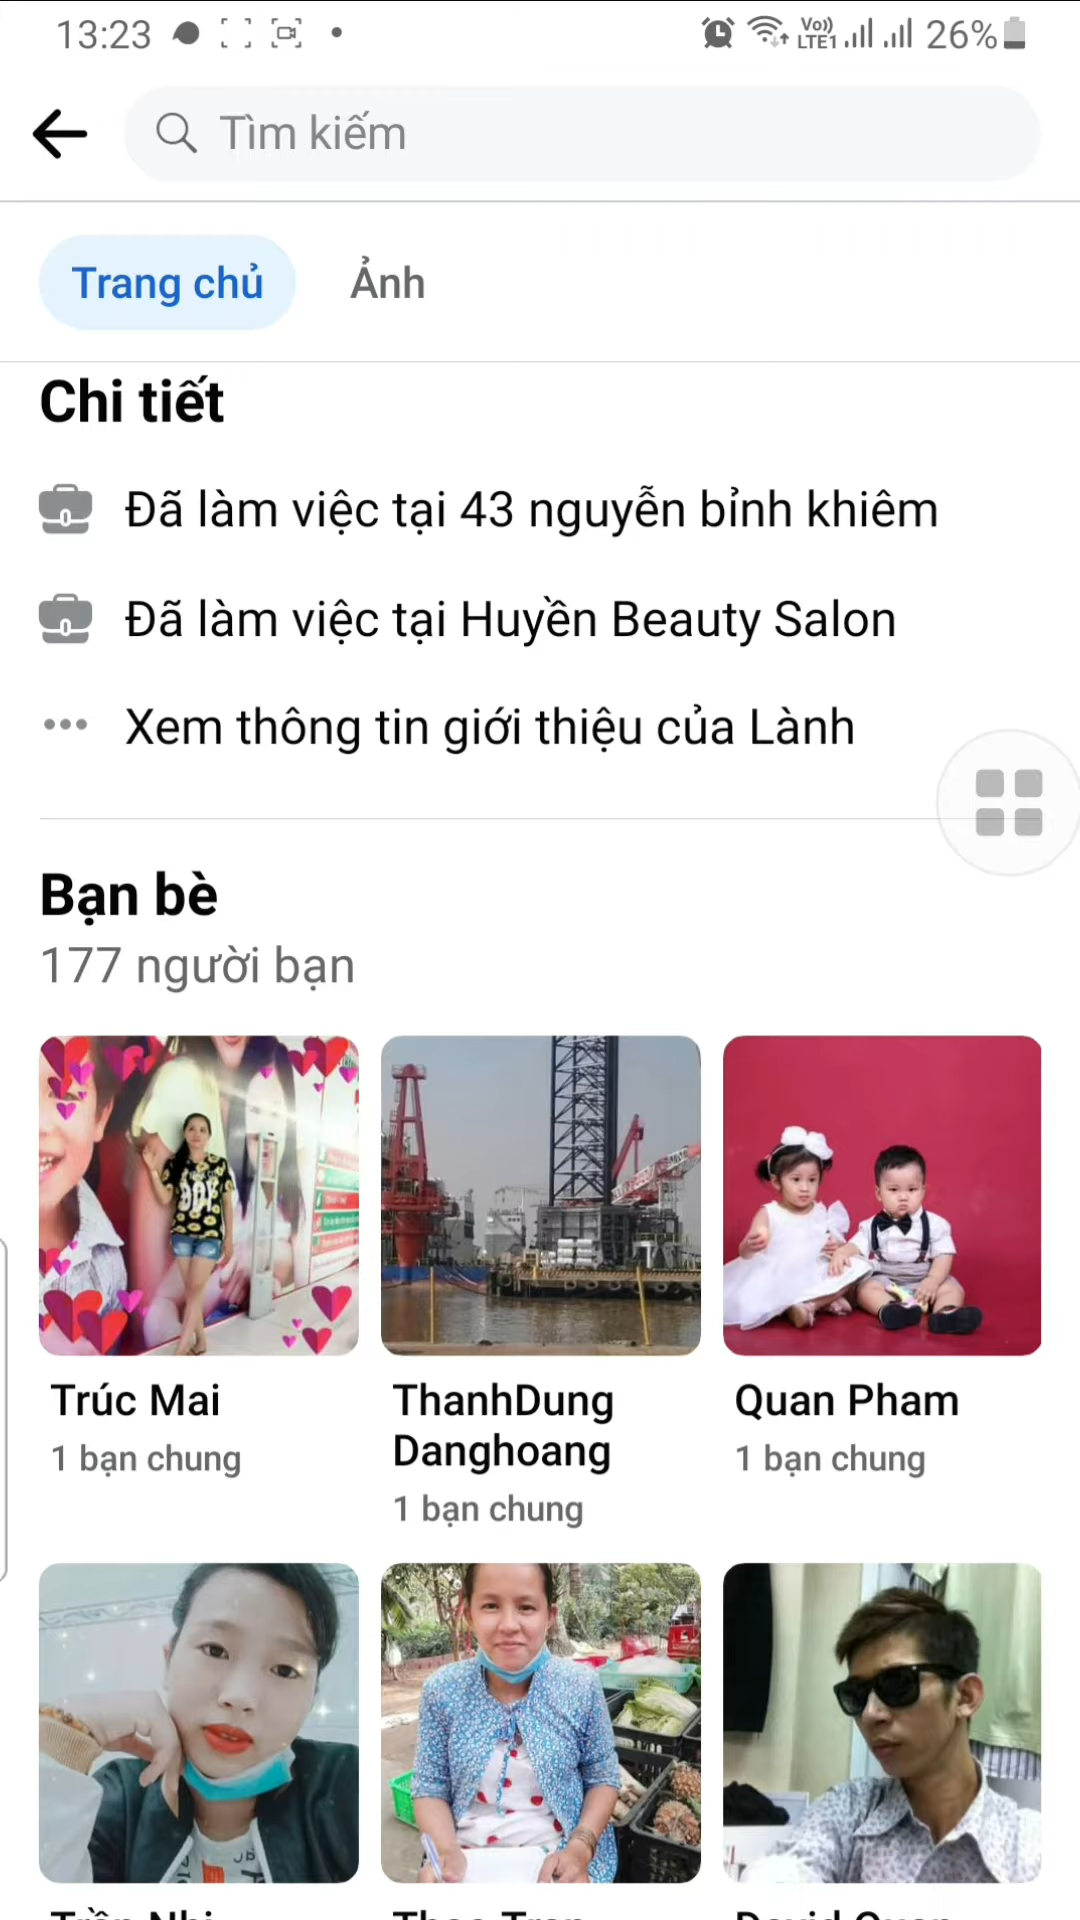 13:23
Vo))
LTE1
26%
Tìm kiếm
Trang chủ
Ảnh
Chi tiết
Đã làm việc tại 43 nguyễn bỉnh khiêm
Đã làm việc tại Huyền Beauty Salon
Xem thông tin giới thiệu của Lành
Bạn bè
177 người bạn
Trúc Mai
1 bạn chung
ThanhDung
Danghoang
1 bạn chung
Quan Pham
1 bạn chung